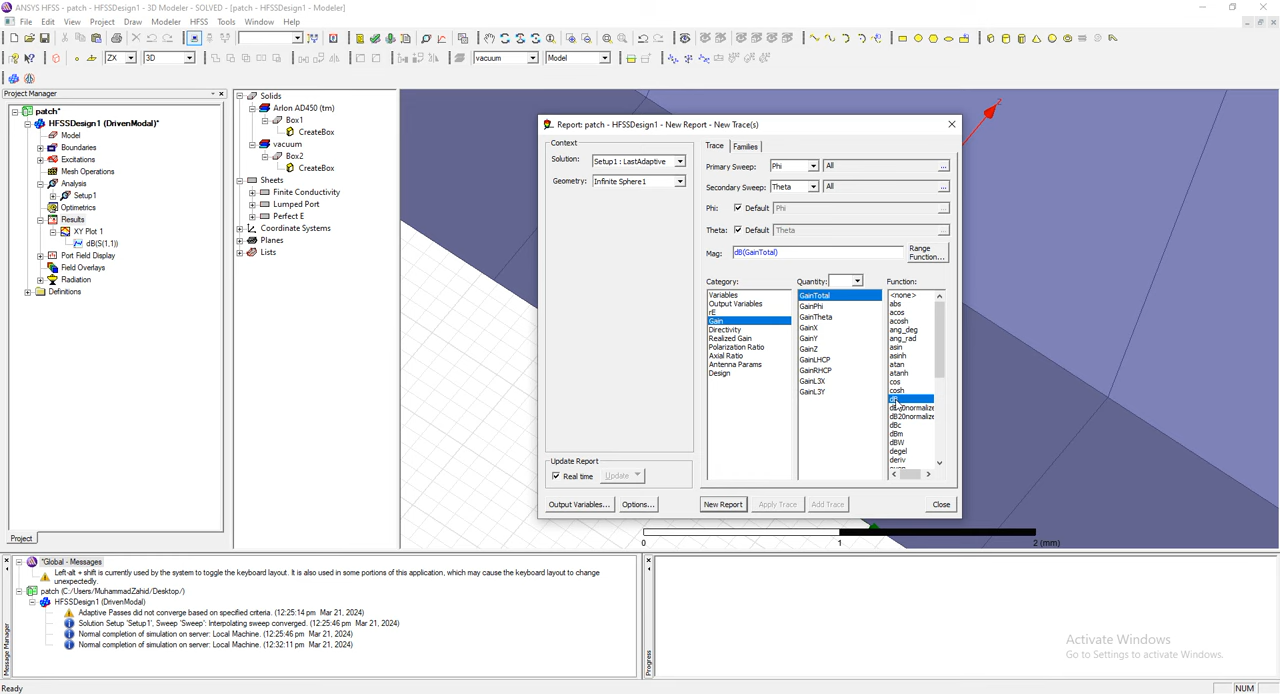 ANSYS HFSS - patch - HFSSDesign1 - 3D Modeler - SOLVED - [patch - HFSSDesign1 - Modeler]
File Edit View Project Draw Modeler HFSS Tools Window Help
ZX 3D vacuum Model
Project Manager
patch*
HFSSDesign1 (DrivenModal)*
Model
Boundaries
Excitations
Mesh Operations
Analysis
Setup1
Optimetrics
Results
XY Plot 1
dB(S(1,1))
Port Field Display
Field Overlays
Radiation
Definitions
Project
Solids
Arlon AD450 (tm)
Box1
CreateBox
vacuum
Box2
CreateBox
Sheets
Finite Conductivity
Lumped Port
Perfect E
Coordinate Systems
Planes
Lists
Z
Report: patch - HFSSDesign1 - New Report - New Trace(s)
Context
Solution: Setup1 : LastAdaptive
Geometry: Infinite Sphere1
Update Report
Real time Update
Output Variables... Options...
Trace Families
Primary Sweep: Phi All ...
Secondary Sweep: Theta All ...
Phi: Default Phi ...
Theta: Default Theta ...
Mag: dB(GainTotal) Range Function...
Category: Quantity: Function:
Variables
Output Variables
rE
Gain
Directivity
Realized Gain
Polarization Ratio
Axial Ratio
Antenna Params
Design
GainTotal
GainPhi
GainTheta
GainX
GainY
GainZ
GainLHCP
GainRHCP
GainL3X
GainL3Y
<none>
abs
acos
acosh
ang_deg
ang_rad
asin
asinh
atan
atanh
cos
cosh
dB20normalize
dBc
dBm
dBW
degel
deriv
New Report Apply Trace Add Trace Close
0 1 2 (mm)
*Global - Messages
Left-alt + shift is currently used by the system to toggle the keyboard layout. It is also used in some portions of this application, which may cause the keyboard layout to change
unexpectedly.
patch (C:/Users/MuhammadZahid/Desktop/)
HFSSDesign1 (DrivenModal)
Adaptive Passes did not converge based on specified criteria. (12:25:14 pm Mar 21, 2024)
Solution Setup 'Setup1', Sweep 'Sweep': Interpolating sweep converged. (12:25:46 pm Mar 21, 2024)
Normal completion of simulation on server: Local Machine. (12:25:46 pm Mar 21, 2024)
Normal completion of simulation on server: Local Machine. (12:32:11 pm Mar 21, 2024)
Message Manager
Progress
Activate Windows
Go to Settings to activate Windows.
Ready
NUM